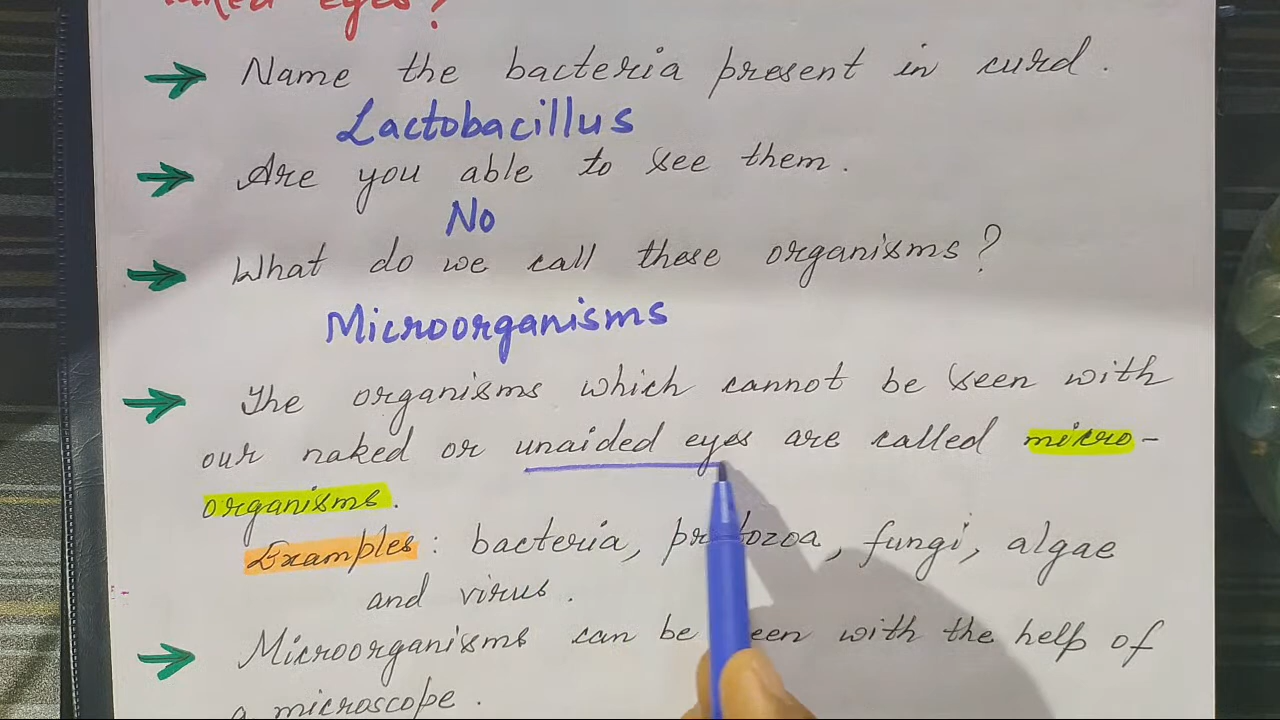 naked eyes?
→ Name the bacteria present in curd.
Lactobacillus
→ Are you able to see them.
No
→ What do we call these organisms?
Microorganisms
→ The organisms which cannot be seen with
our naked or unaided eyes are called micro-
organisms.
Examples : bacteria, protozoa, fungi, algae
and virus.
→ Microorganisms can be seen with the help of
a microscope.